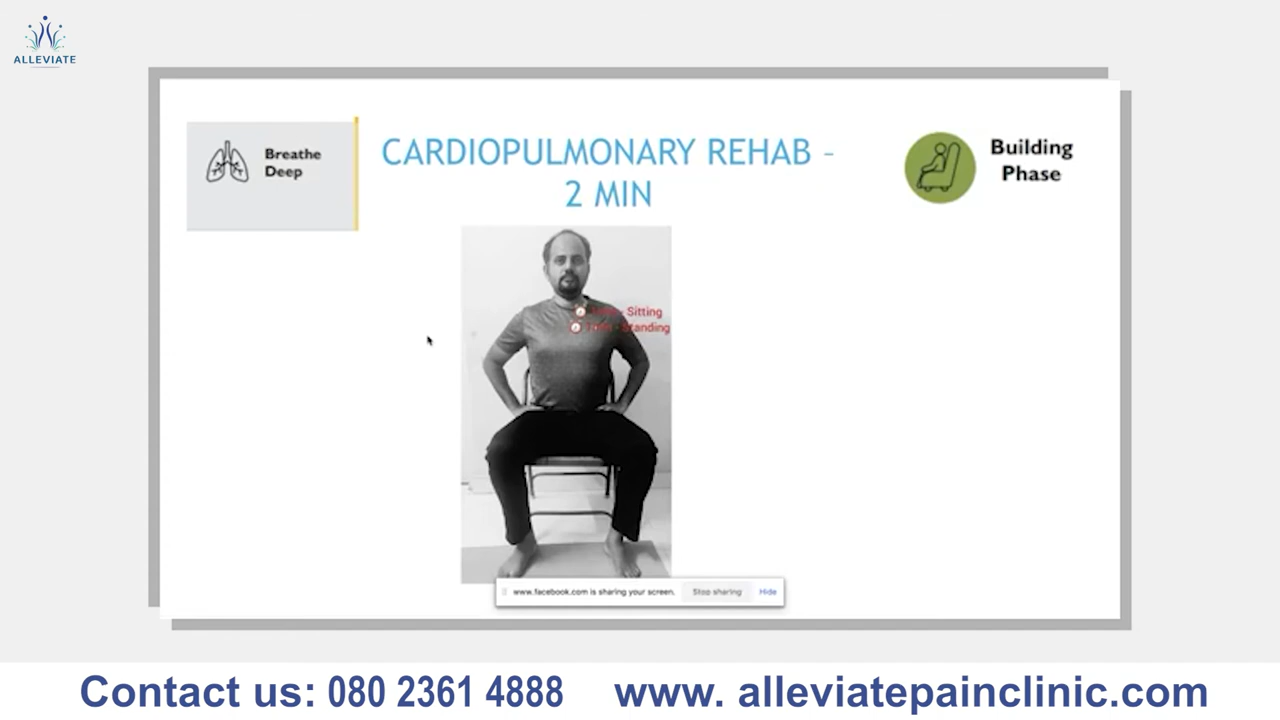 ALLEVIATE
Breathe
Deep
CARDIOPULMONARY REHAB -
2 MIN
Building
Phase
- Sitting
- Standing
www.facebook.com is sharing your screen.
Stop sharing
Hide
Contact us: 080 2361 4888
www. alleviatepainclinic.com